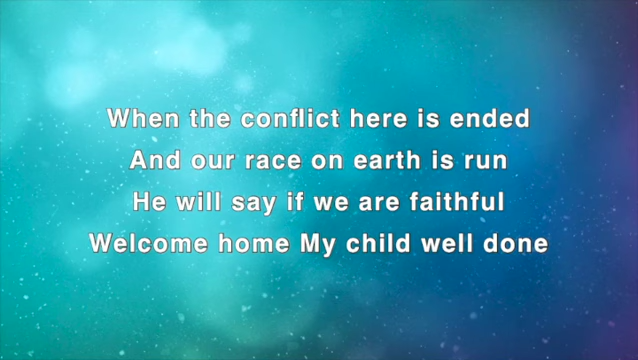 When the conflict here is ended
And our race on earth is run
He will say if we are faithful
Welcome home My child well done